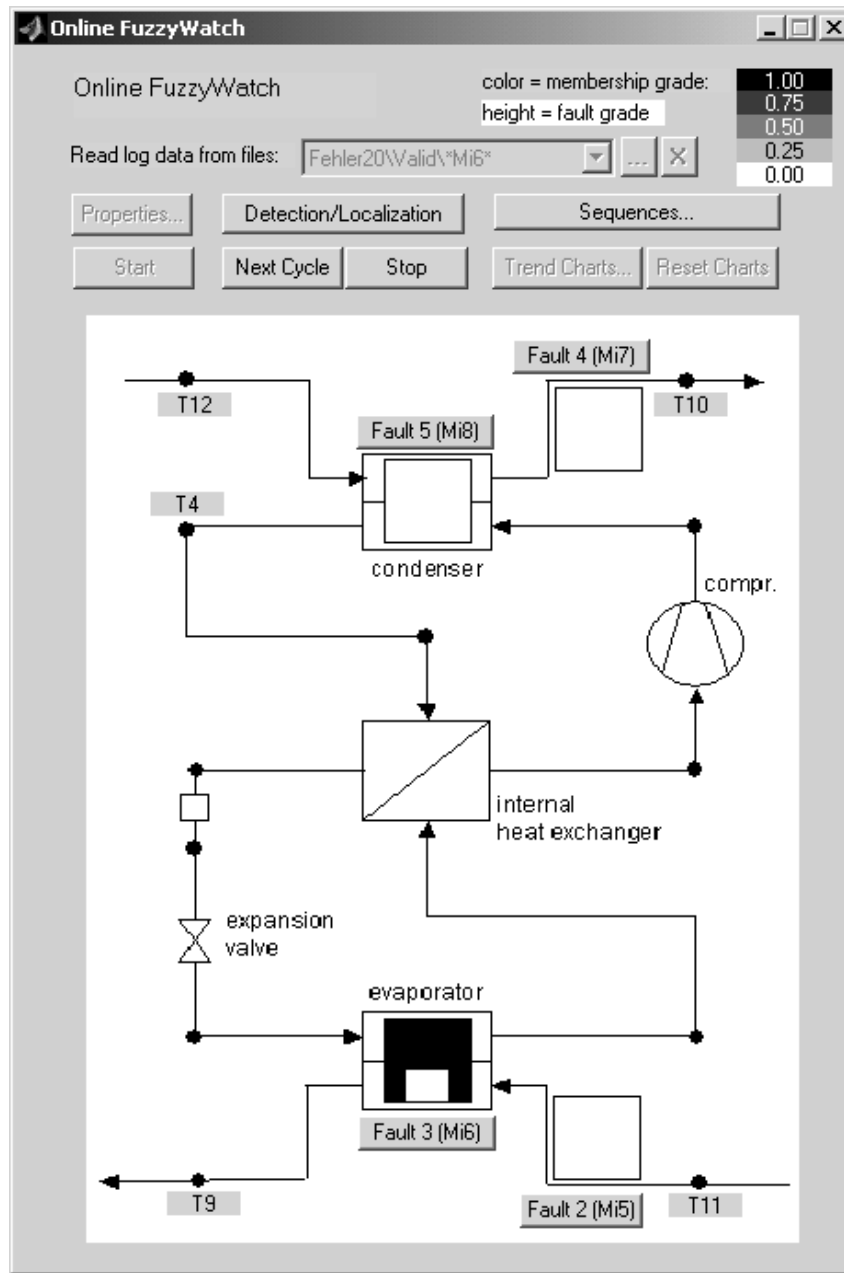 Online FuzzyWatch
Online FuzzyWatch
color = membership grade:
height = fault grade
1.00
0.75
0.50
0.25
0.00
Read log data from files:
Fehler20\Valid\*Mi6*
...
Properties...
Detection/Localization
Sequences...
Start
Next Cycle
Stop
Trend Charts...
Reset Charts
Fault 4 (Mi7)
T12
T10
Fault 5 (Mi8)
T4
condenser
compr.
internal
heat exchanger
expansion
valve
evaporator
Fault 3 (Mi6)
T9
Fault 2 (Mi5)
T11